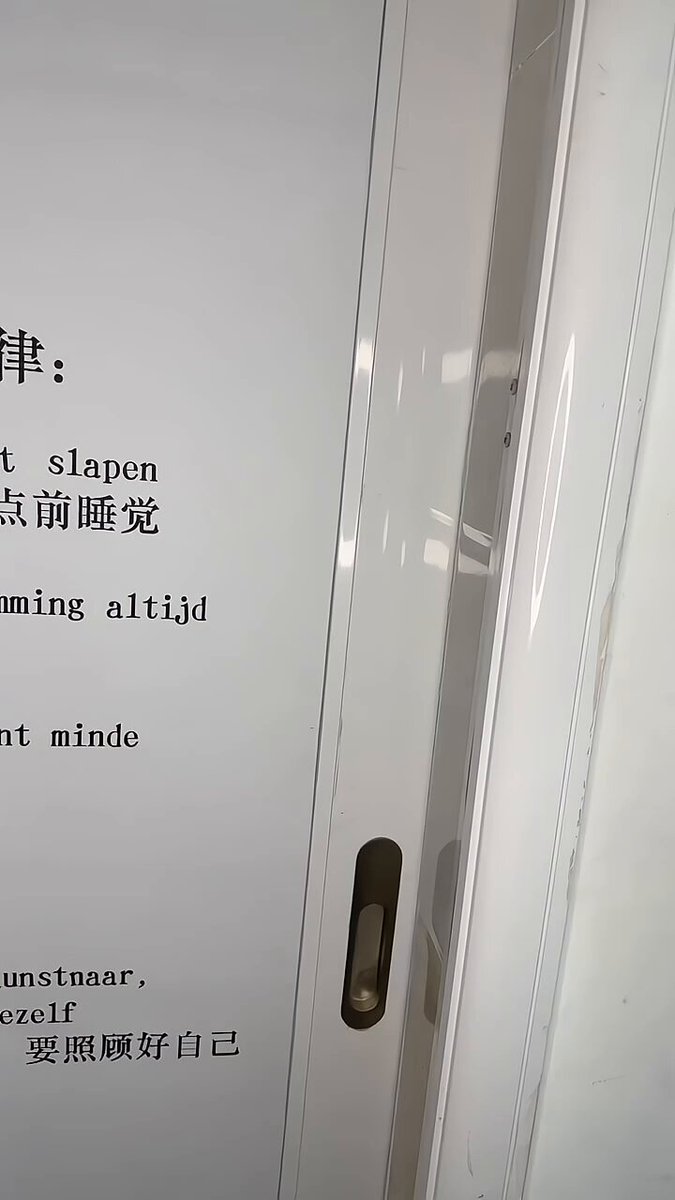 律：
t slapen
点前睡觉
mming altijd
nt minde
unstnaar,
ezelf
要照顾好自己